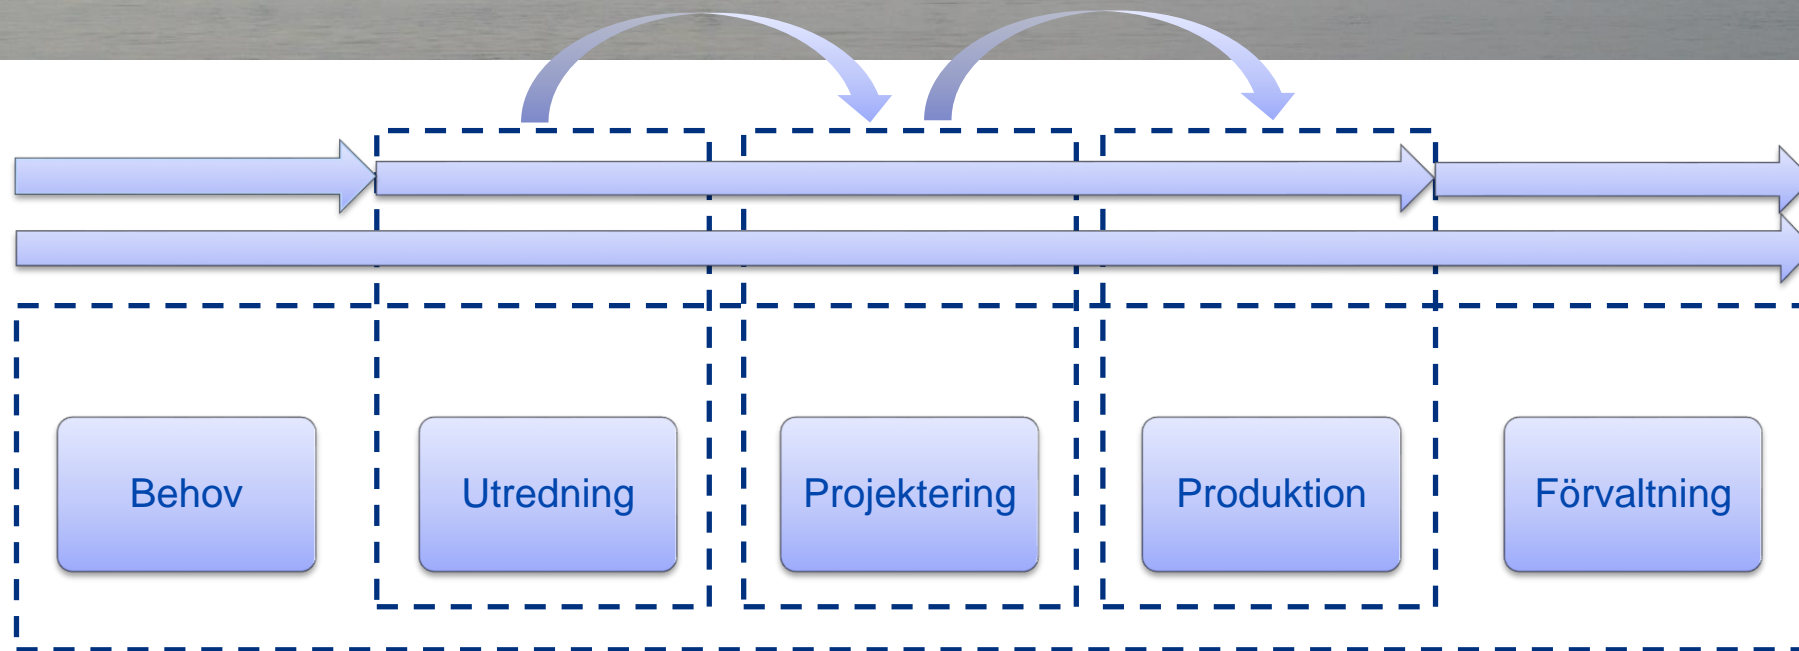 Behov
Utredning
Projektering
Produktion
Förvaltning